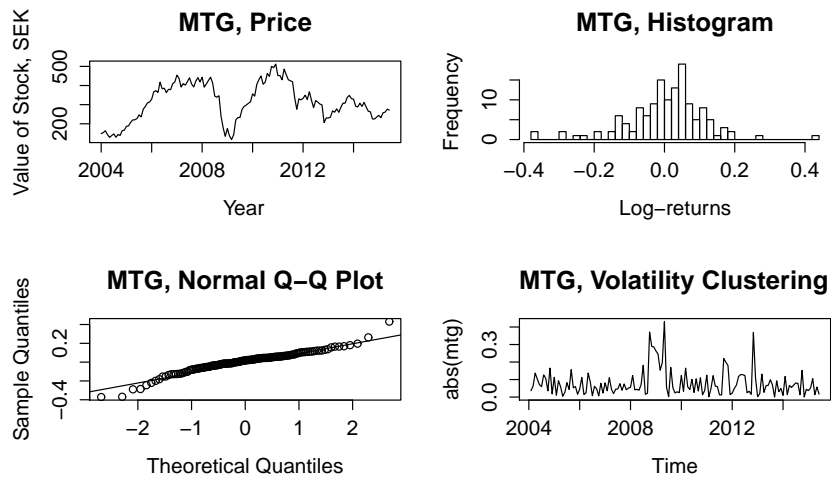 MTG, Price
Value of Stock, SEK
200
500
2004
2008
2012
Year
MTG, Histogram
Frequency
0
10
−0.4
−0.2
0.0
0.2
0.4
Log−returns
MTG, Normal Q−Q Plot
Sample Quantiles
−0.4
0.2
−2
−1
0
1
2
Theoretical Quantiles
MTG, Volatility Clustering
abs(mtg)
0.0
0.3
2004
2008
2012
Time